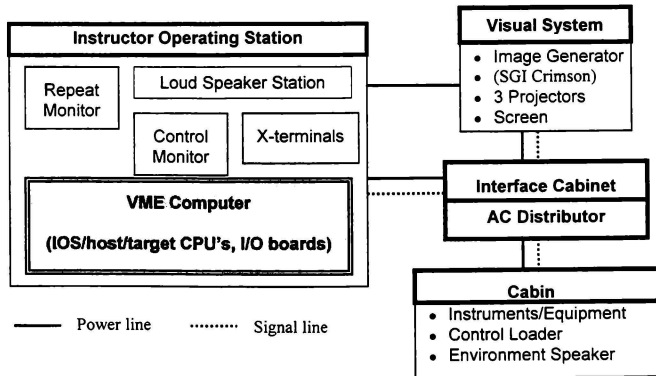 Instructor Operating Station
Repeat
Monitor
Loud Speaker Station
Control
Monitor
X-terminals
VME Computer
(IOS/host/target CPU's, I/O boards)
Visual System
• Image Generator
• (SGI Crimson)
• 3 Projectors
• Screen
Interface Cabinet
AC Distributor
Cabin
• Instruments/Equipment
• Control Loader
• Environment Speaker
Power line
Signal line